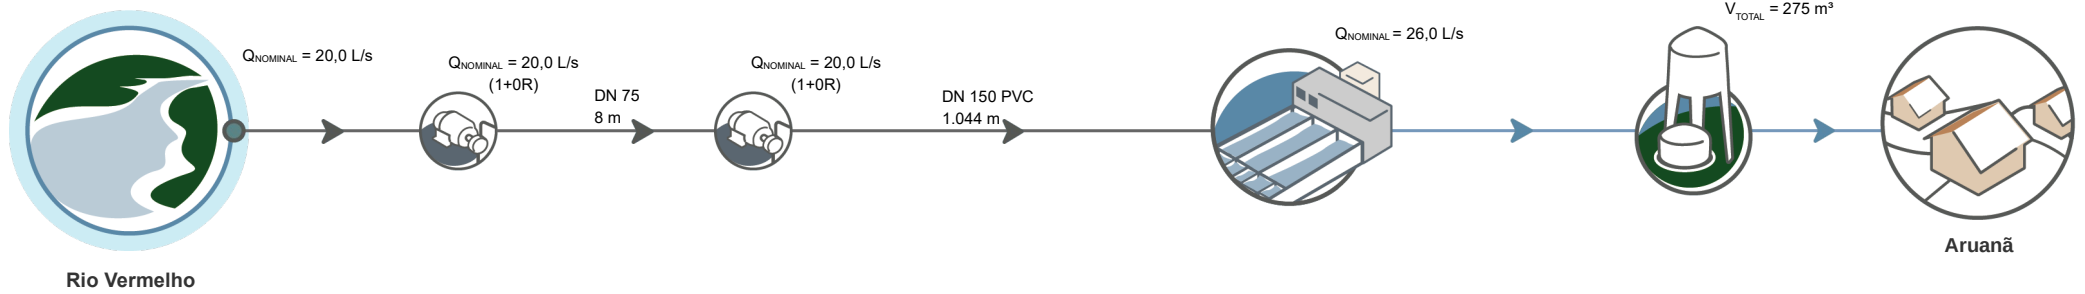 V_TOTAL = 275 m³
Q_NOMINAL = 26,0 L/s
Q_NOMINAL = 20,0 L/s
Q_NOMINAL = 20,0 L/s
(1+0R)
Q_NOMINAL = 20,0 L/s
(1+0R)
DN 75
8 m
DN 150 PVC
1.044 m
Aruanã
Rio Vermelho